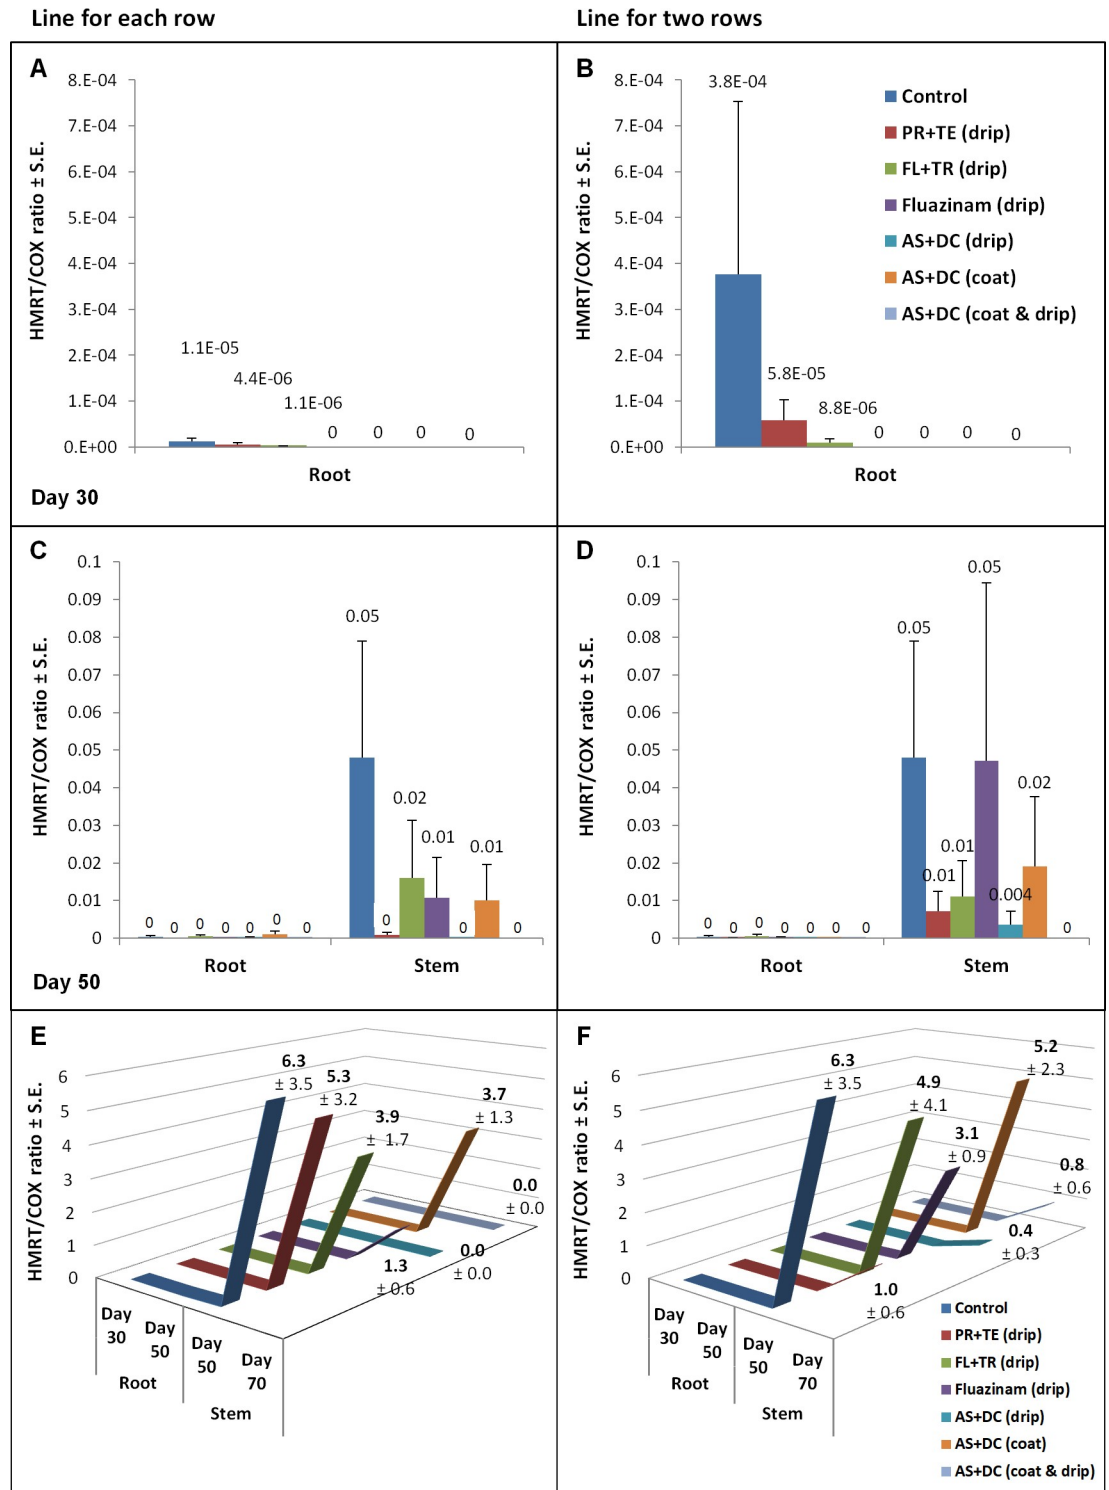 Line for each row
Line for two rows
A
HMRT/COX ratio ± S.E.
8.E-04
7.E-04
6.E-04
5.E-04
4.E-04
3.E-04
2.E-04
1.E-04
0.E+00
1.1E-05
4.4E-06
1.1E-06
0
0
0
0
Root
Day 30
B
HMRT/COX ratio ± S.E.
8.E-04
7.E-04
6.E-04
5.E-04
4.E-04
3.E-04
2.E-04
1.E-04
0.E+00
3.8E-04
5.8E-05
8.8E-06
0
0
0
0
Root
Control
PR+TE (drip)
FL+TR (drip)
Fluazinam (drip)
AS+DC (drip)
AS+DC (coat)
AS+DC (coat & drip)
C
HMRT/COX ratio ± S.E.
0.1
0.09
0.08
0.07
0.06
0.05
0.04
0.03
0.02
0.01
0
0
0
0
0
0
0
0
0.05
0
0.02
0.01
0
0.01
0
Root
Stem
Day 50
D
HMRT/COX ratio ± S.E.
0.1
0.09
0.08
0.07
0.06
0.05
0.04
0.03
0.02
0.01
0
0
0
0
0
0
0
0
0.05
0.01
0.01
0.05
0.004
0.02
0
Root
Stem
E
HMRT/COX ratio ± S.E.
6
5
4
3
2
1
0
6.3
± 3.5
5.3
± 3.2
3.9
± 1.7
1.3
± 0.6
0.0
± 0.0
3.7
± 1.3
0.0
± 0.0
Day
30
Day
50
Day
50
Day
70
Root
Stem
F
HMRT/COX ratio ± S.E.
6
5
4
3
2
1
0
6.3
± 3.5
1.0
± 0.6
4.9
± 4.1
3.1
± 0.9
0.4
± 0.3
5.2
± 2.3
0.8
± 0.6
Day
30
Day
50
Day
50
Day
70
Root
Stem
Control
PR+TE (drip)
FL+TR (drip)
Fluazinam (drip)
AS+DC (drip)
AS+DC (coat)
AS+DC (coat & drip)